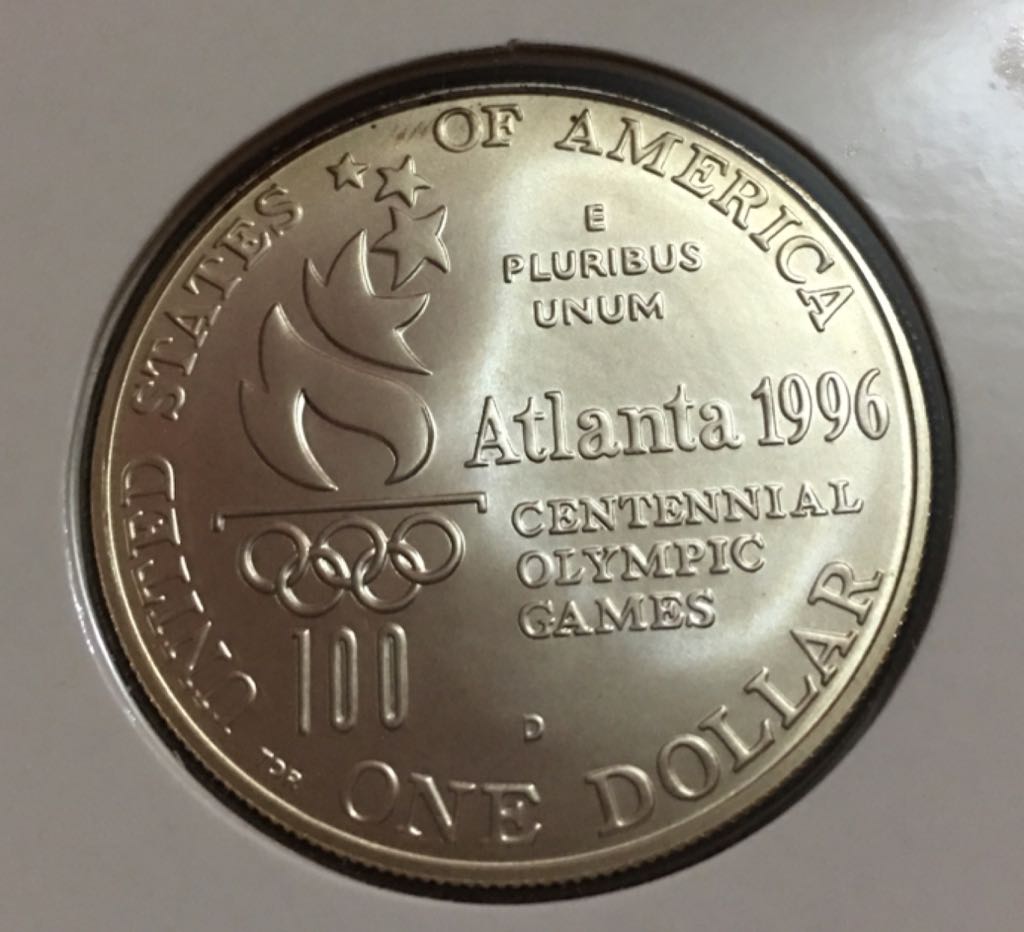 UNITED STATES OF AMERICA
E
PLURIBUS
UNUM
Atlanta 1996
CENTENNIAL
OLYMPIC
GAMES
100
D
TDR
ONE DOLLAR